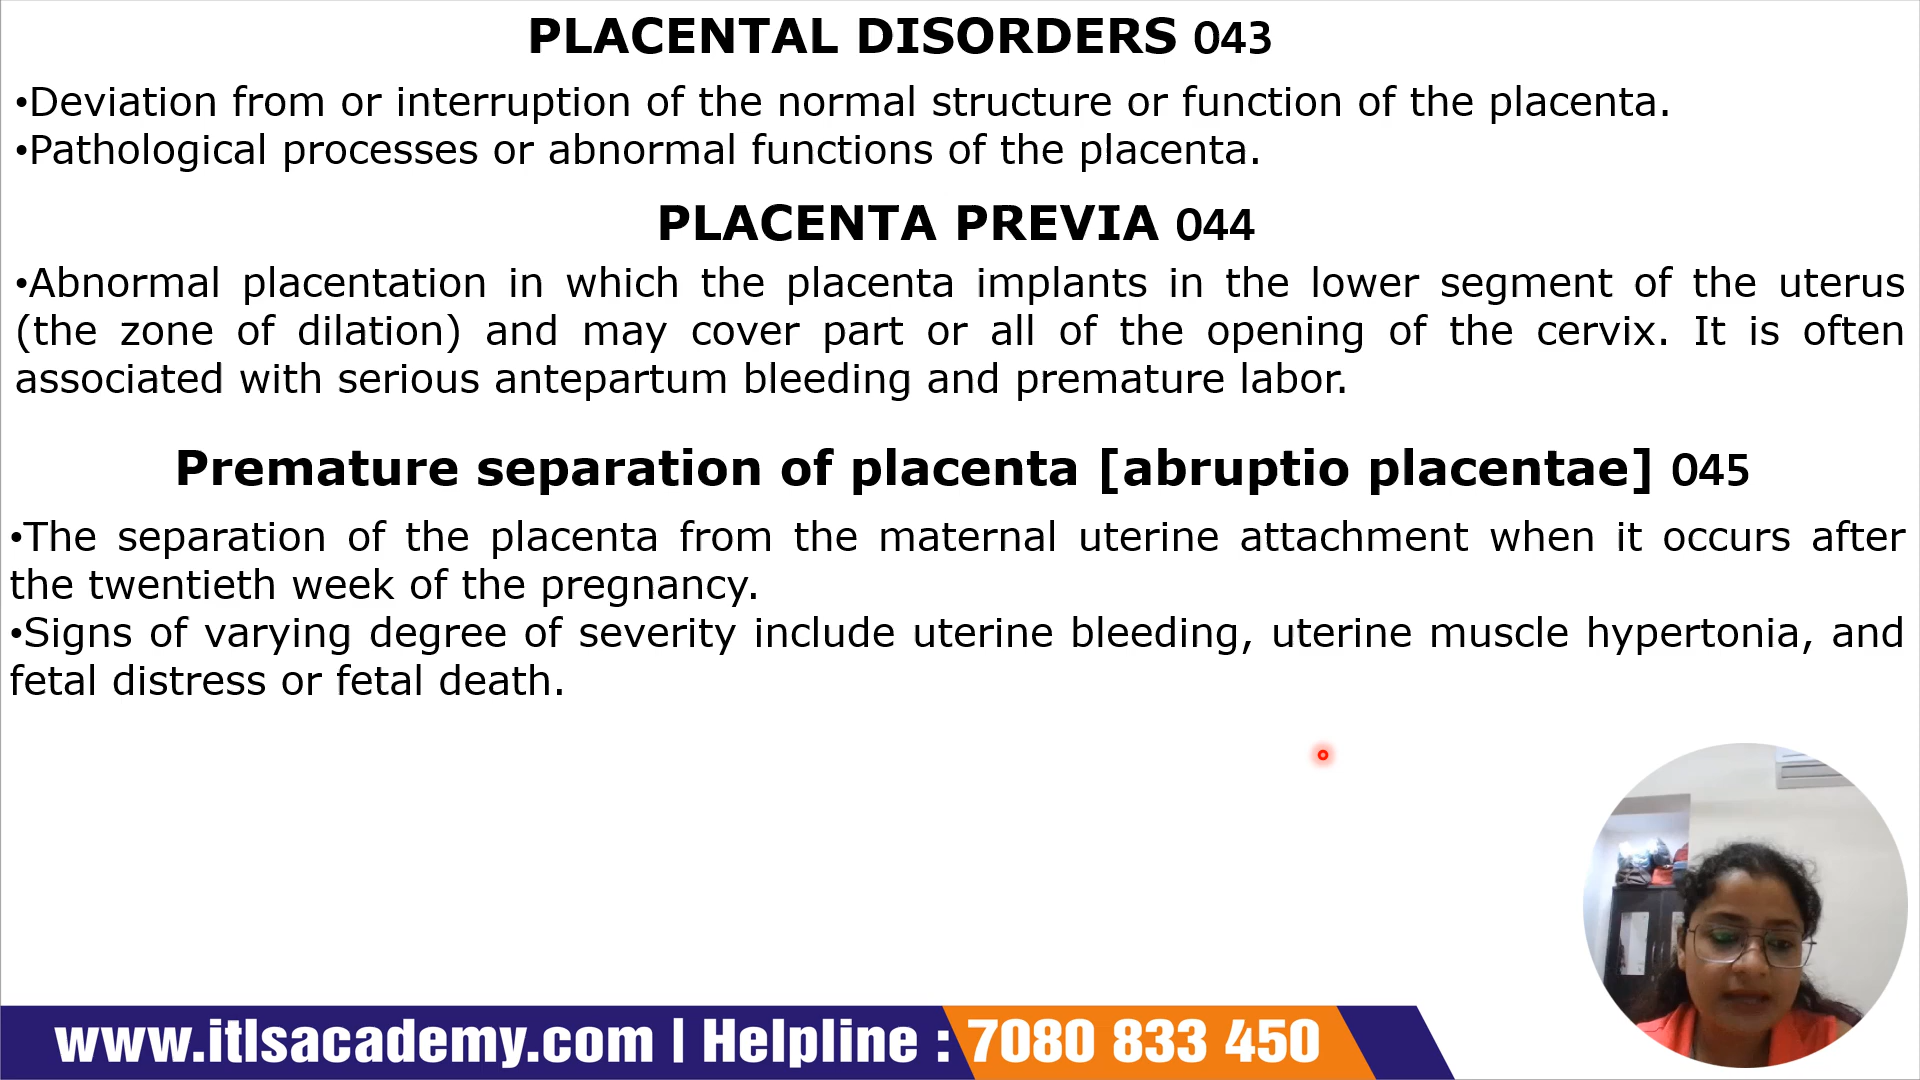 PLACENTAL DISORDERS 043
•Deviation from or interruption of the normal structure or function of the placenta.
•Pathological processes or abnormal functions of the placenta.
PLACENTA PREVIA 044
•Abnormal placentation in which the placenta implants in the lower segment of the uterus
(the zone of dilation) and may cover part or all of the opening of the cervix. It is often
associated with serious antepartum bleeding and premature labor.
Premature separation of placenta [abruptio placentae] 045
•The separation of the placenta from the maternal uterine attachment when it occurs after
the twentieth week of the pregnancy.
•Signs of varying degree of severity include uterine bleeding, uterine muscle hypertonia, and
fetal distress or fetal death.
www.itlsacademy.com | Helpline : 7080 833 450